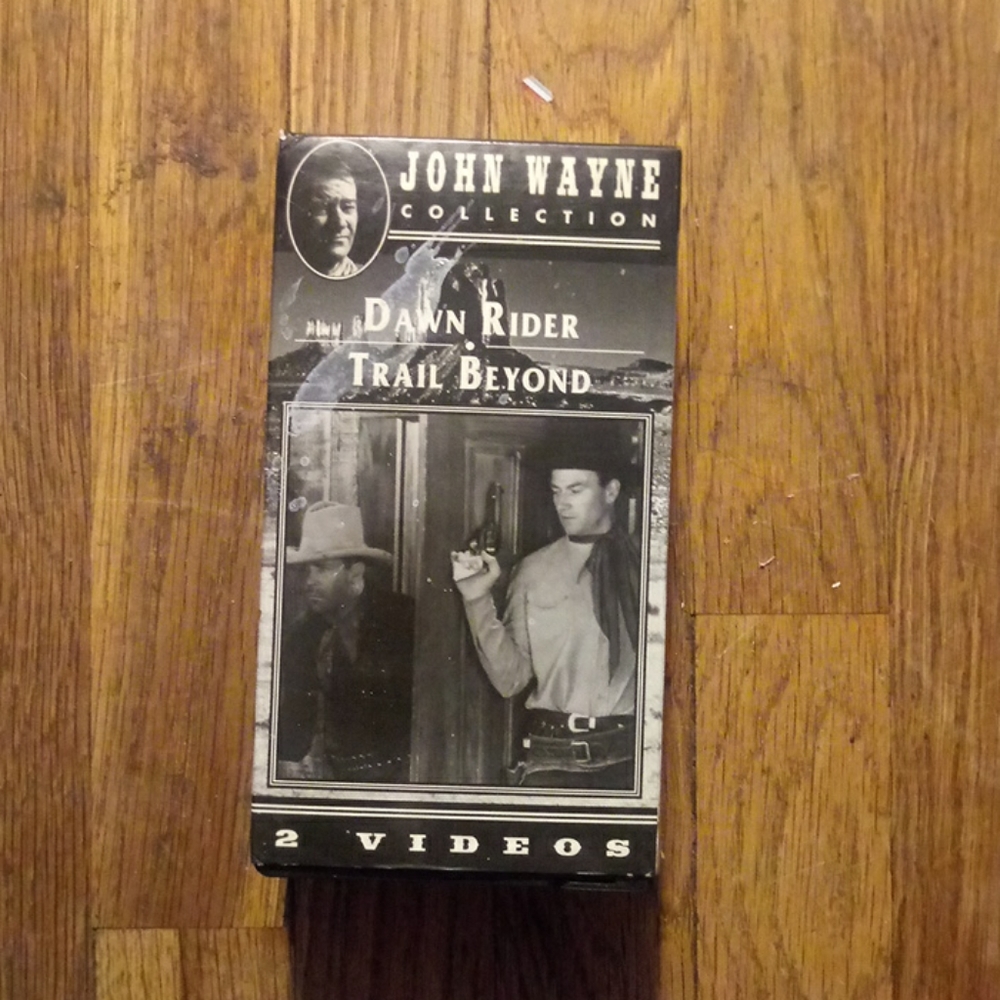 JOHN WAYNE
COLLECTION
DAWN RIDER
TRAIL BEYOND
2 VIDEOS